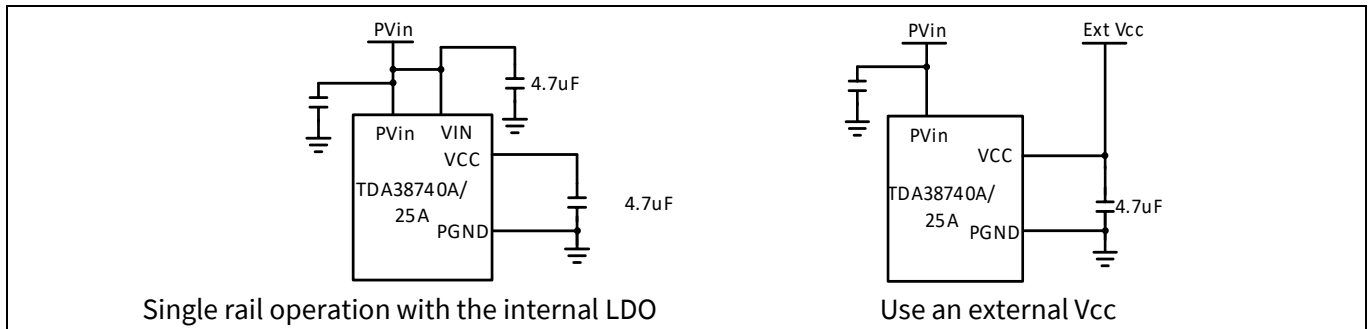 PVin
4.7uF
PVin VIN
VCC
TDA38740A/
25A
4.7uF
PGND
Single rail operation with the internal LDO
PVin
Ext Vcc
PVin
VCC
TDA38740A/
25A
4.7uF
PGND
Use an external Vcc